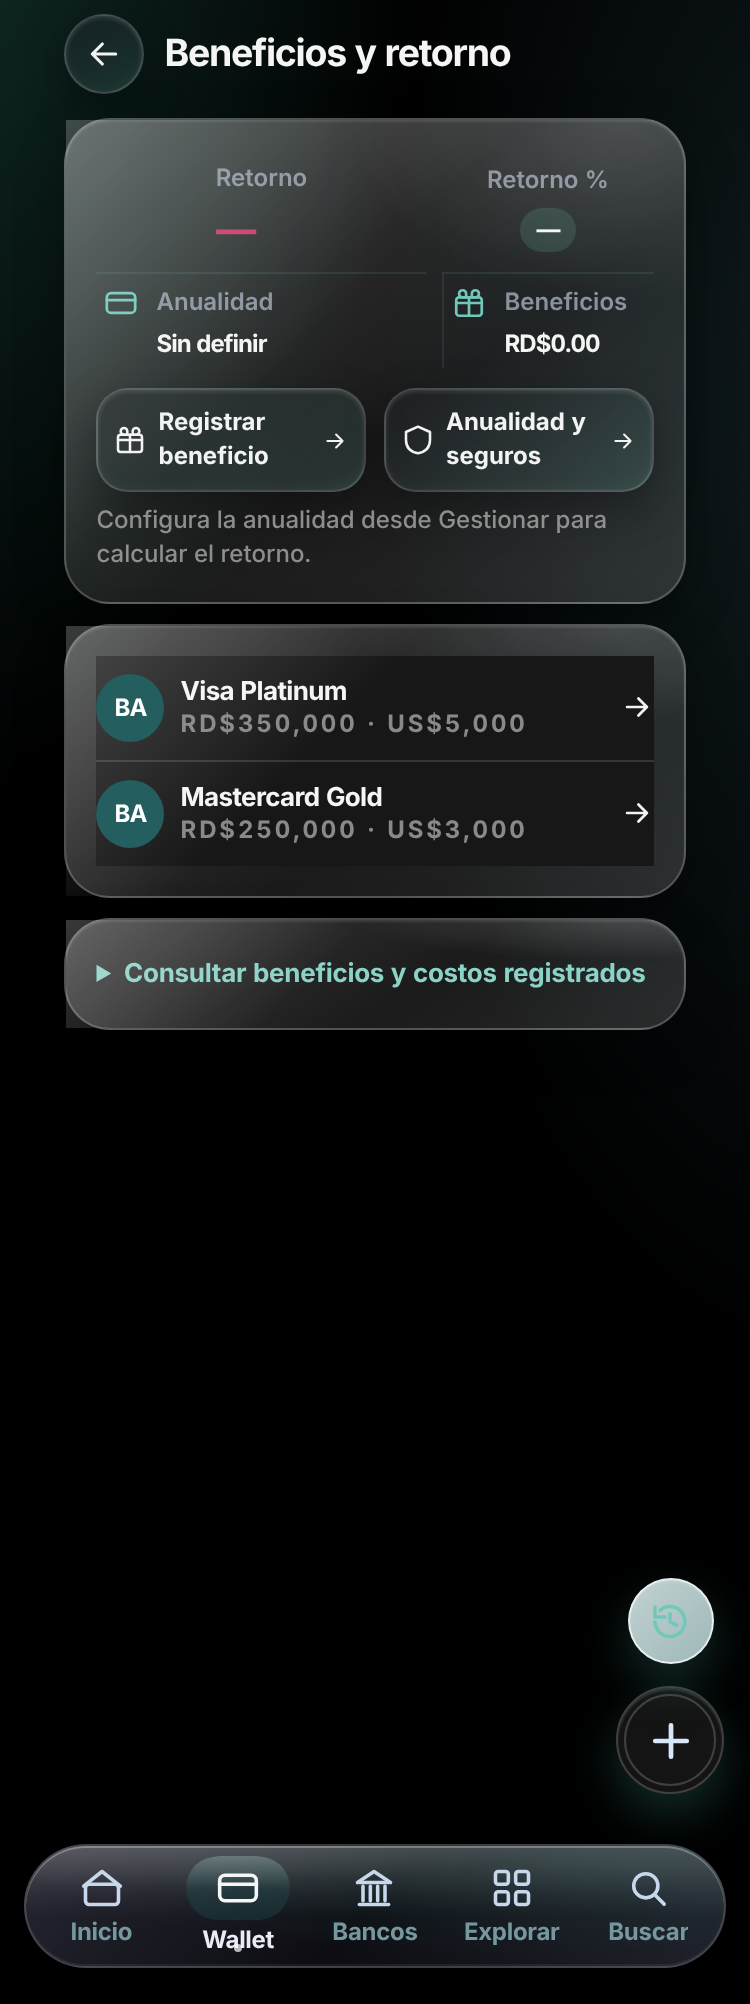 Beneficios y retorno
Retorno
Retorno %
—
—
Anualidad
Sin definir
Beneficios
RD$0.00
Registrar
beneficio
Anualidad y
seguros
Configura la anualidad desde Gestionar para
calcular el retorno.
BA
Visa Platinum
RD$350,000 · US$5,000
BA
Mastercard Gold
RD$250,000 · US$3,000
Consultar beneficios y costos registrados
Inicio
Wallet
Bancos
Explorar
Buscar